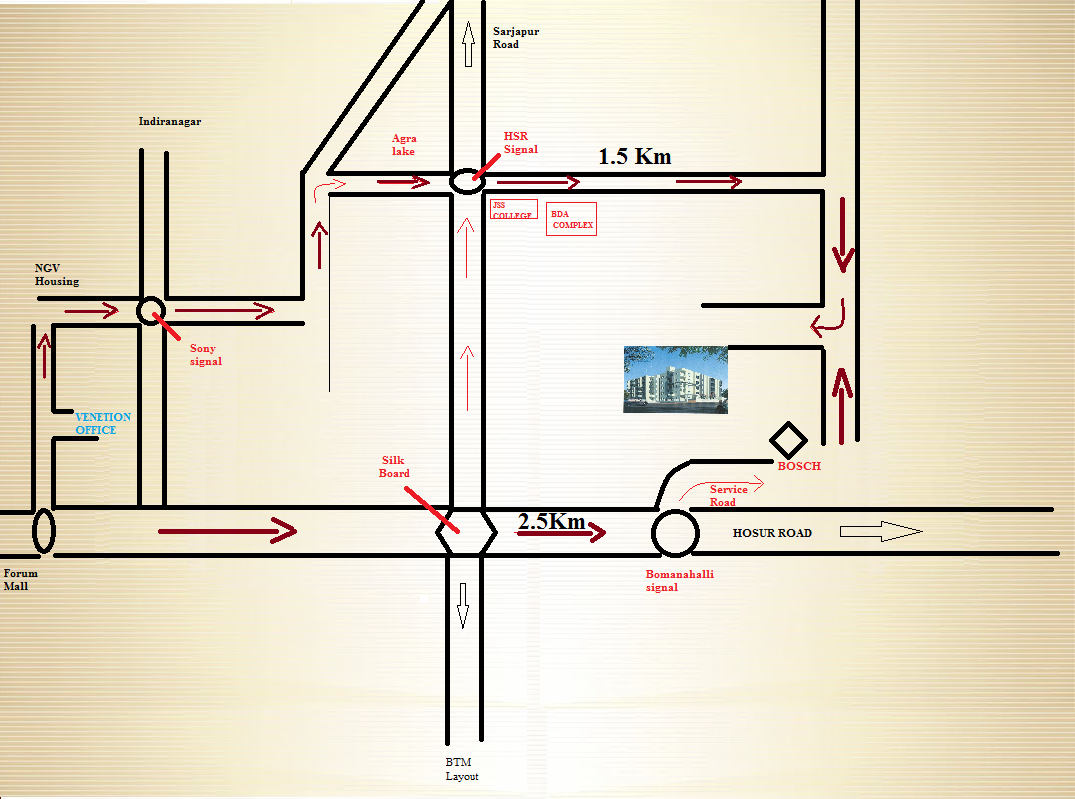 Sarjapur
Road
Indiranagar
Agra
lake
HSR
Signal
1.5 Km
JSS
COLLEGE
BDA
COMPLEX
NGV
Housing
Sony
signal
VENETION
OFFICE
Silk
Board
BOSCH
Service
Road
2.5Km
HOSUR ROAD
Forum
Mall
Bomanahalli
signal
BTM
Layout